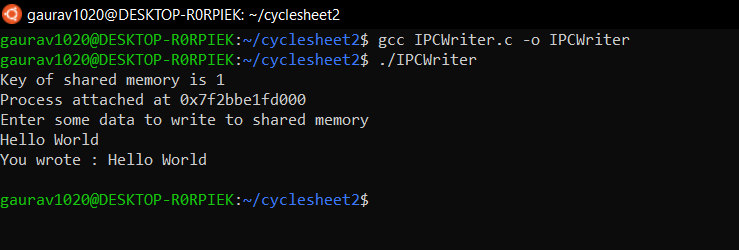 gaurav1020@DESKTOP-R0RPIEK: ~/cyclesheet2
gaurav1020@DESKTOP-R0RPIEK:~/cyclesheet2$ gcc IPCWriter.c -o IPCWriter
gaurav1020@DESKTOP-R0RPIEK:~/cyclesheet2$ ./IPCWriter
Key of shared memory is 1
Process attached at 0x7f2bbe1fd000
Enter some data to write to shared memory
Hello World
You wrote : Hello World
gaurav1020@DESKTOP-R0RPIEK:~/cyclesheet2$